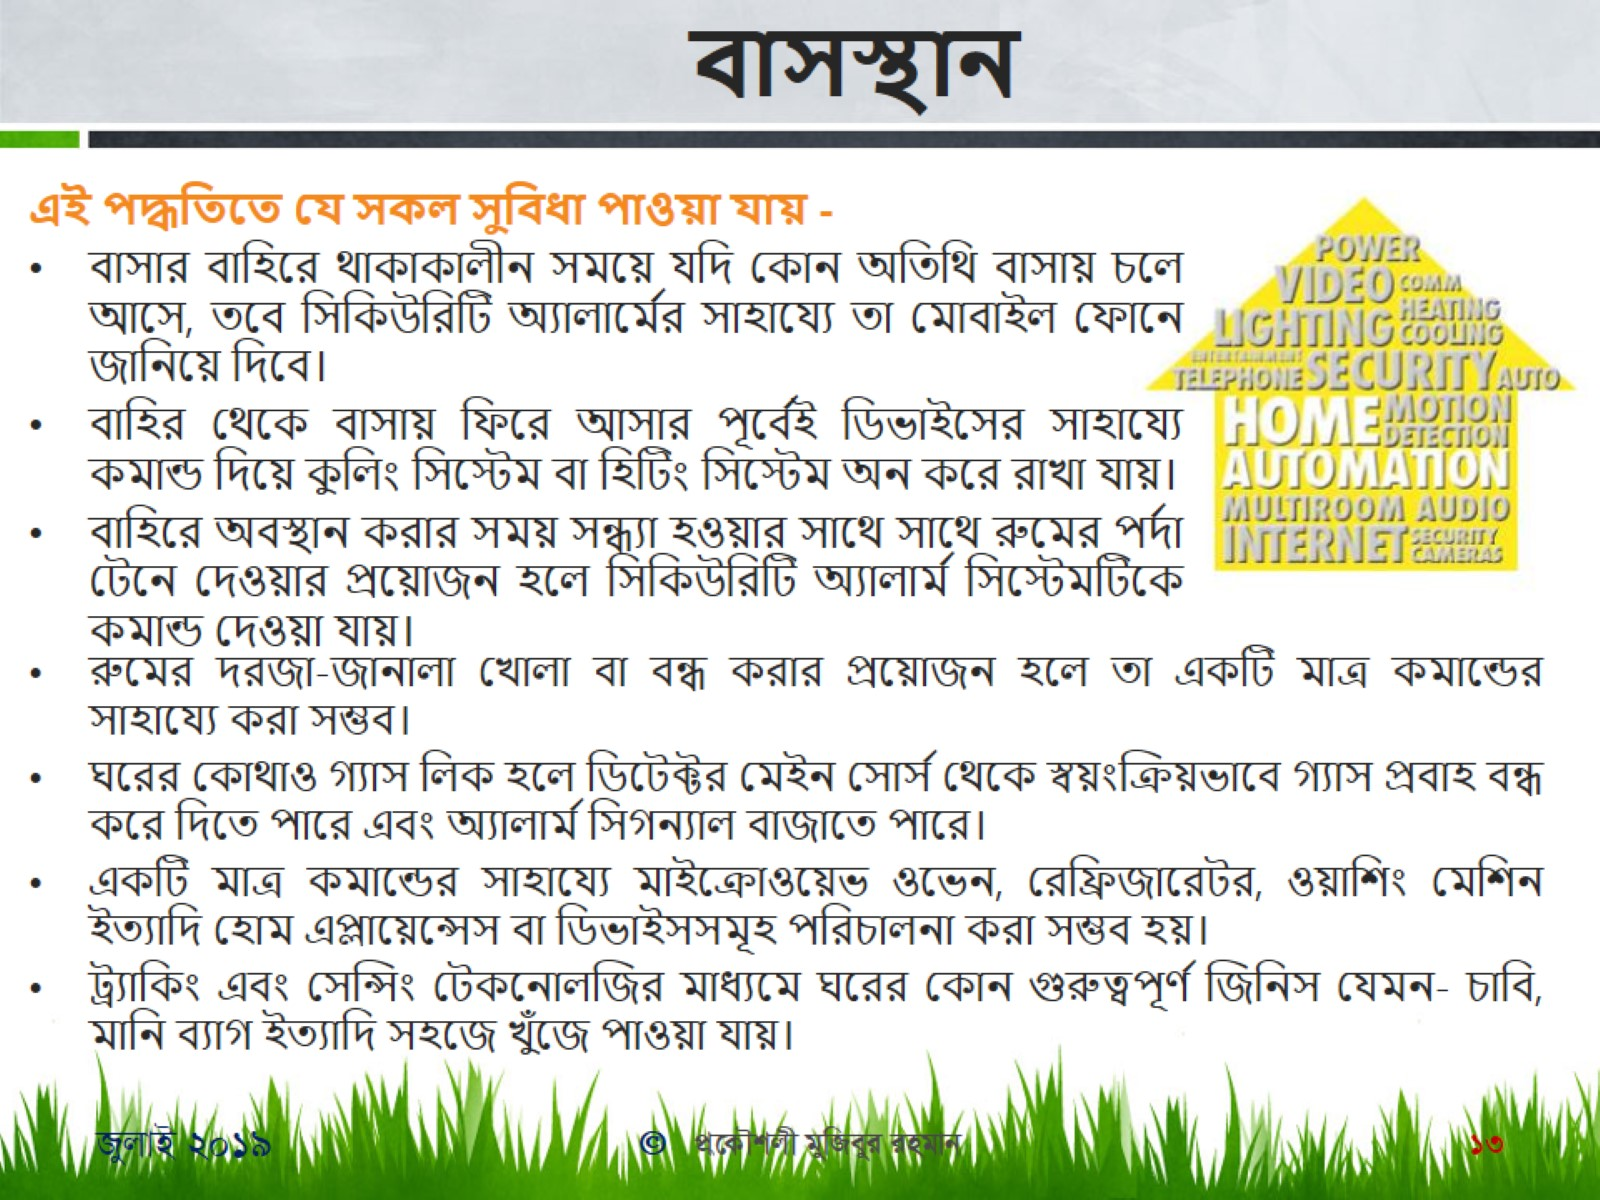 বাসস্থান
এই পদ্ধতিতে যে সকল সুবিধা পাওয়া যায় -
• বাসার বাহিরে থাকাকালীন সময়ে যদি কোন অতিথি বাসায় চলে
আসে, তবে সিকিউরিটি অ্যালার্মের সাহায্যে তা মোবাইল ফোনে
জানিয়ে দিবে।
• বাহির থেকে বাসায় ফিরে আসার পূর্বেই ডিভাইসের সাহায্যে
কমান্ড দিয়ে কুলিং সিস্টেম বা হিটিং সিস্টেম অন করে রাখা যায়।
• বাহিরে অবস্থান করার সময় সন্ধ্যা হওয়ার সাথে সাথে রুমের পর্দা
টেনে দেওয়ার প্রয়োজন হলে সিকিউরিটি অ্যালার্ম সিস্টেমটিকে
কমান্ড দেওয়া যায়।
• রুমের দরজা-জানালা খোলা বা বন্ধ করার প্রয়োজন হলে তা একটি মাত্র কমান্ডের
সাহায্যে করা সম্ভব।
• ঘরের কোথাও গ্যাস লিক হলে ডিটেক্টর মেইন সোর্স থেকে স্বয়ংক্রিয়ভাবে গ্যাস প্রবাহ বন্ধ
করে দিতে পারে এবং অ্যালার্ম সিগন্যাল বাজাতে পারে।
• একটি মাত্র কমান্ডের সাহায্যে মাইক্রোওয়েভ ওভেন, রেফ্রিজারেটর, ওয়াশিং মেশিন
ইত্যাদি হোম এপ্লায়েন্সেস বা ডিভাইসসমূহ পরিচালনা করা সম্ভব হয়।
• ট্র্যাকিং এবং সেন্সিং টেকনোলজির মাধ্যমে ঘরের কোন গুরুত্বপূর্ণ জিনিস যেমন- চাবি,
মানি ব্যাগ ইত্যাদি সহজে খুঁজে পাওয়া যায়।
POWER
VIDEO COMM
LIGHTING HEATING
COOLING
ENTERTAINMENT
TELEPHONE SECURITY AUTO
HOME MOTION
DETECTION
AUTOMATION
MULTIROOM AUDIO
INTERNET SECURITY
CAMERAS
জুলাই ২০১৯ © প্রকৌশলী মুজিবুর রহমান ১৩